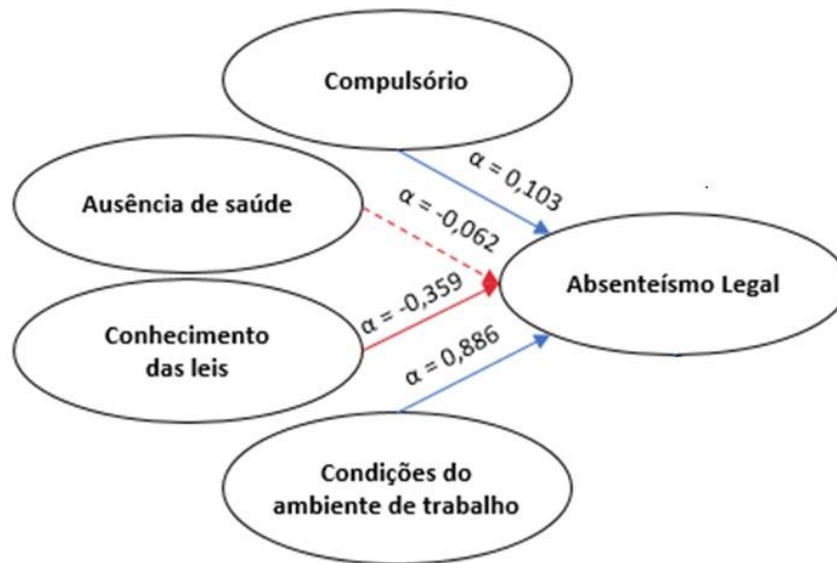 Compulsório
α = 0,103
Ausência de saúde
α = -0,062
Absenteísmo Legal
α = -0,359
Conhecimento
das leis
α = 0,886
Condições do
ambiente de trabalho